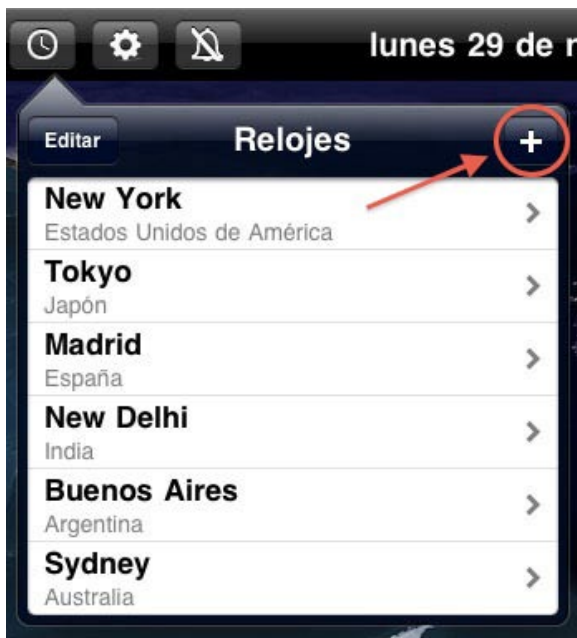 lunes 29 de
Editar
Relojes
+
New York
Estados Unidos de América
Tokyo
Japón
Madrid
España
New Delhi
India
Buenos Aires
Argentina
Sydney
Australia